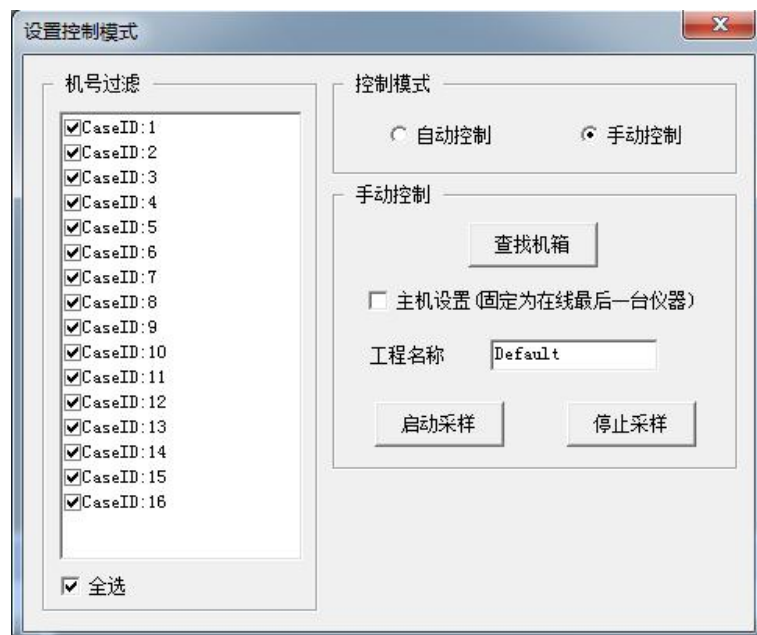 设置控制模式
机号过滤
CaseID:1
CaseID:2
CaseID:3
CaseID:4
CaseID:5
CaseID:6
CaseID:7
CaseID:8
CaseID:9
CaseID:10
CaseID:11
CaseID:12
CaseID:13
CaseID:14
CaseID:15
CaseID:16
全选
控制模式
自动控制 手动控制
手动控制
查找机箱
主机设置(固定为在线最后一台仪器)
工程名称 Default
启动采样 停止采样